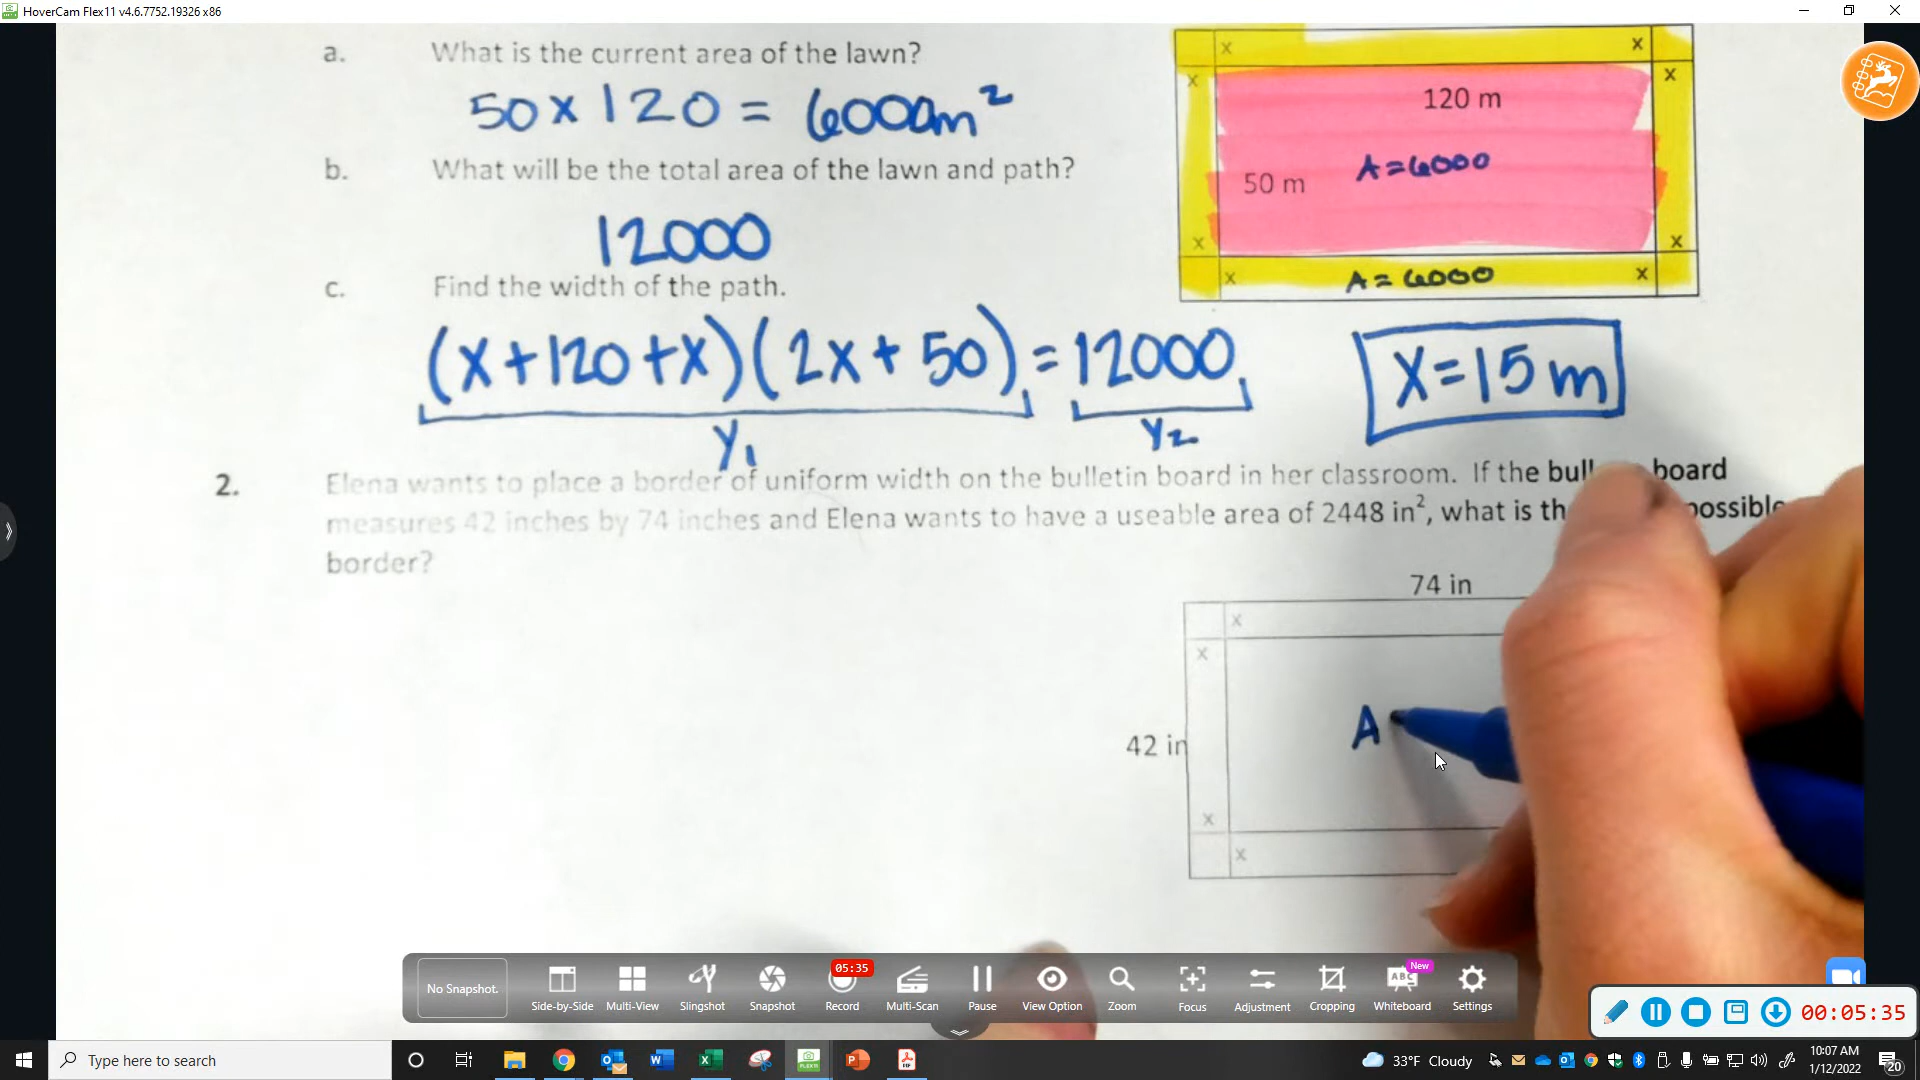 HoverCam Flex11 v4.6.7752.19326 x86
a. What is the current area of the lawn?
50 x 120 = 6000m²
b. What will be the total area of the lawn and path?
12000
c. Find the width of the path.
(x+120+x)(2x+50)=12000
Y1
Y2
X=15m
x x
x x
120 m
50 m A=6000
x x
x A=6000 x
2. Elena wants to place a border of uniform width on the bulletin board in her classroom. If the board
measures 42 inches by 74 inches and Elena wants to have a useable area of 2448 in², what is possible
border?
74 in
x
x
42 in A
x
x
No Snapshot.
Side-by-Side Multi-View Slingshot Snapshot 05:35 Record Multi-Scan Pause View Option Zoom Focus Adjustment Cropping New ABC Whiteboard Settings
00:05:35
Type here to search
33°F Cloudy
10:07 AM
1/12/2022
20